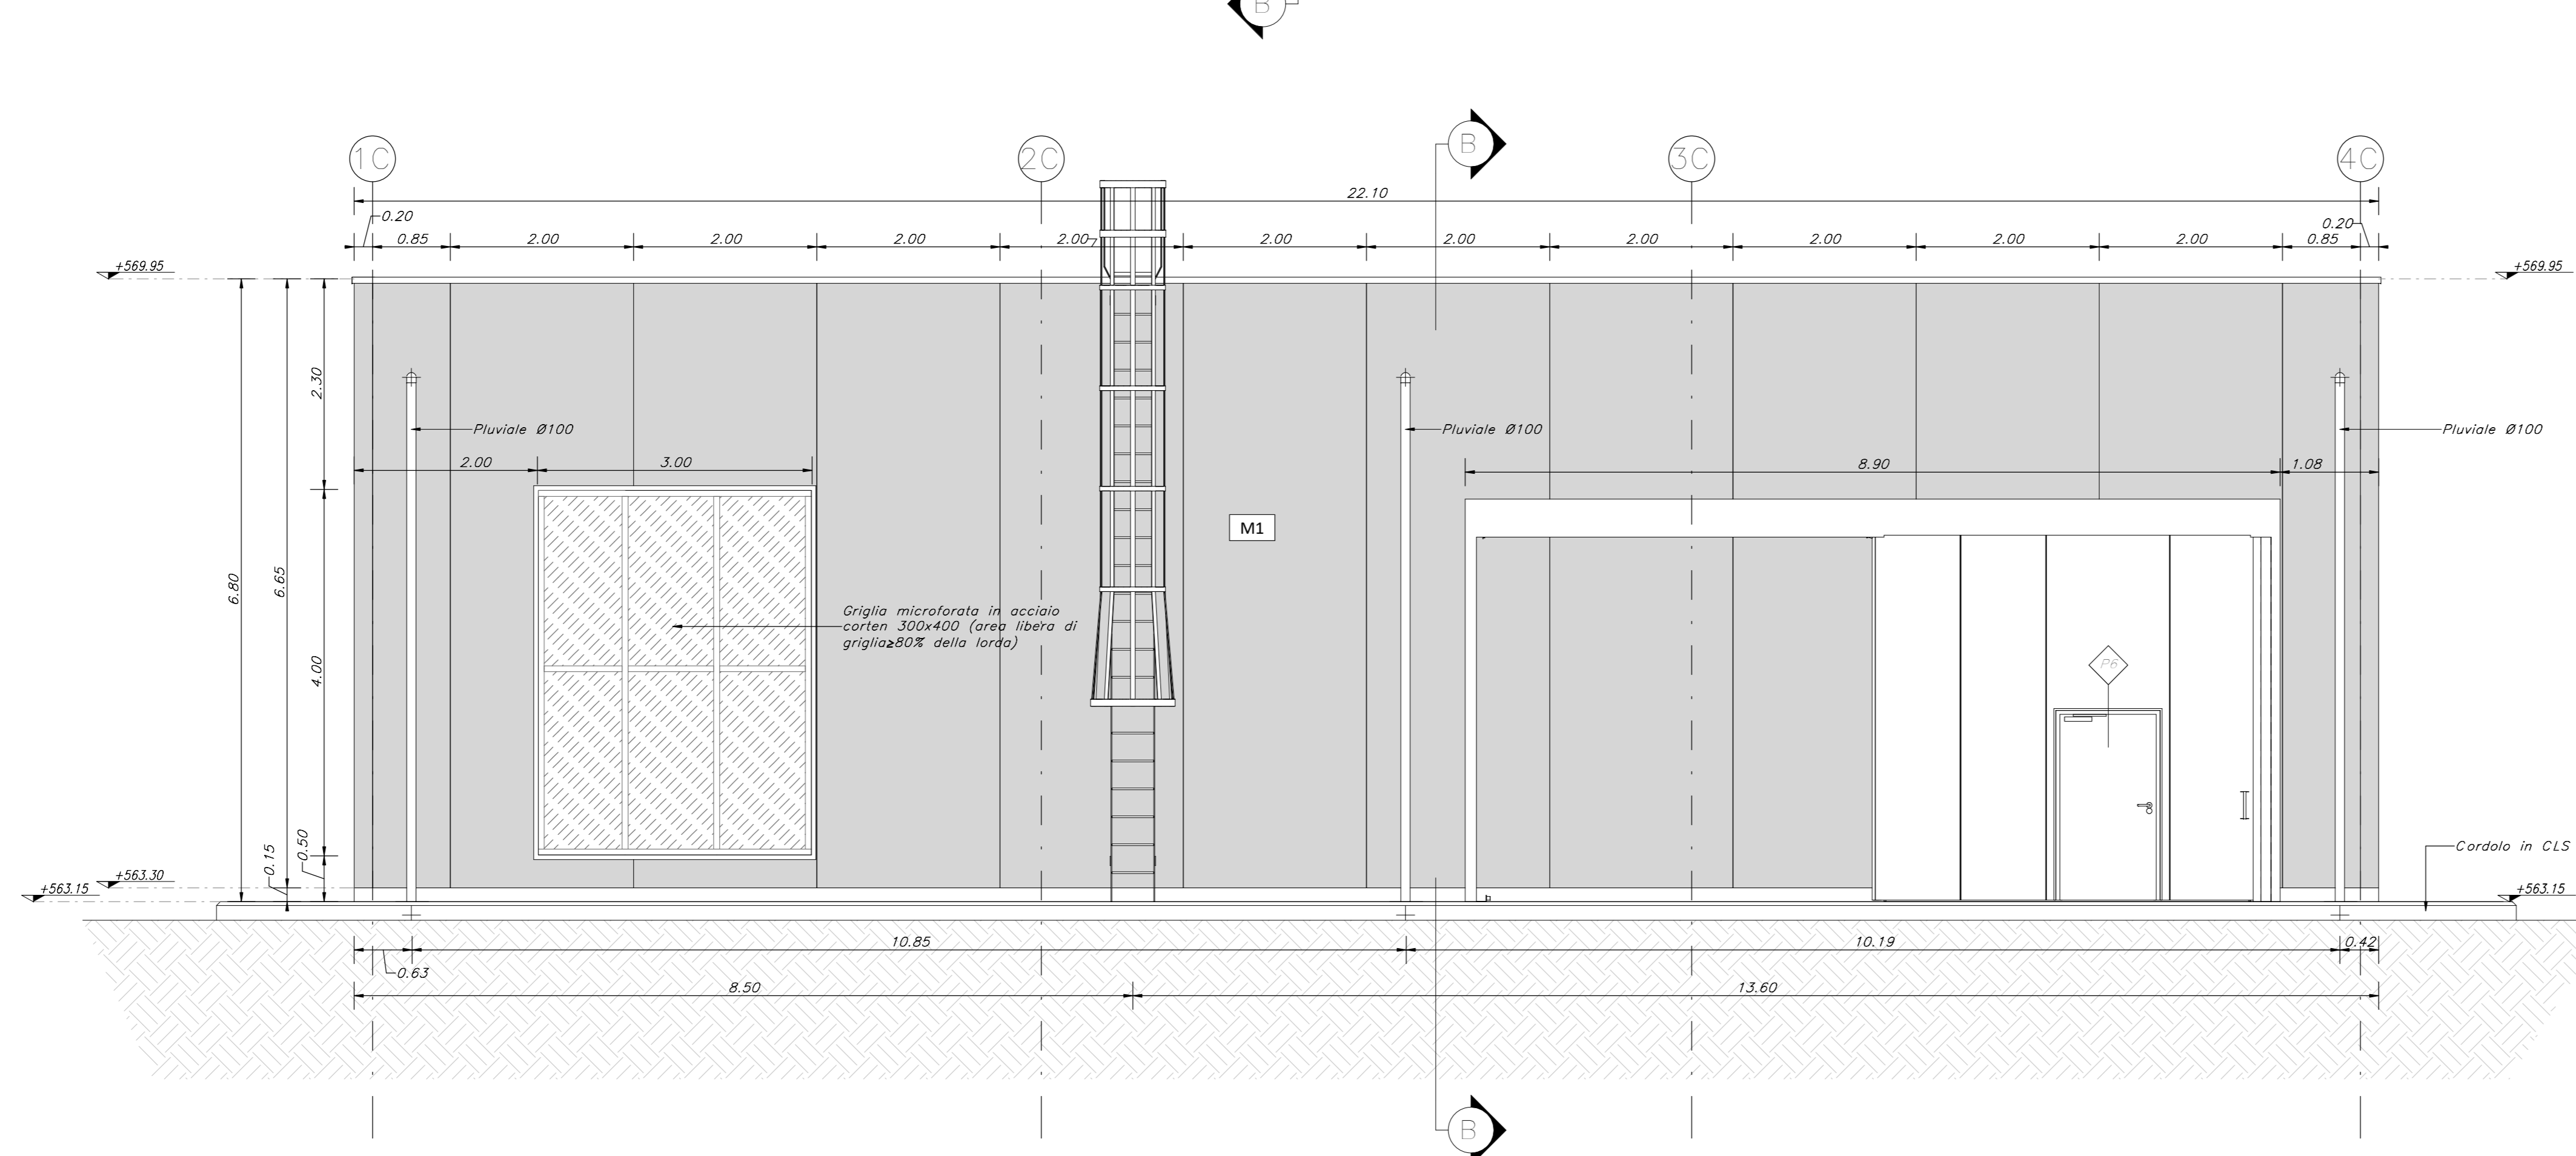 B
B
1C
2C
3C
4C
22.10
0.20
0.20
0.85
2.00
2.00
2.00
2.00
2.00
2.00
2.00
2.00
2.00
2.00
0.85
+569.95
+569.95
2.30
Pluviale Ø100
Pluviale Ø100
Pluviale Ø100
2.00
3.00
8.90
1.08
M1
6.80
6.65
4.00
Griglia microforata in acciaio
corten 300x400 (area libera di
griglia≥80% della lorda)
P6
0.15
0.50
Cordolo in CLS
+563.30
+563.15
+563.15
10.85
10.19
0.42
0.63
8.50
13.60
B